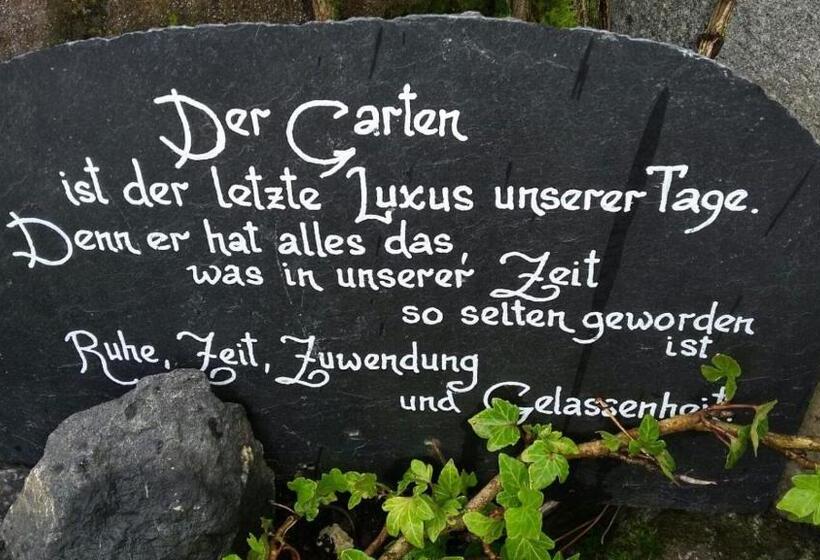 Der Garten
ist der letzte Luxus unserer Tage.
Denn er hat alles das,
was in unserer Zeit
so selten geworden
ist
Ruhe, Zeit, Zuwendung
und Gelassenheit.